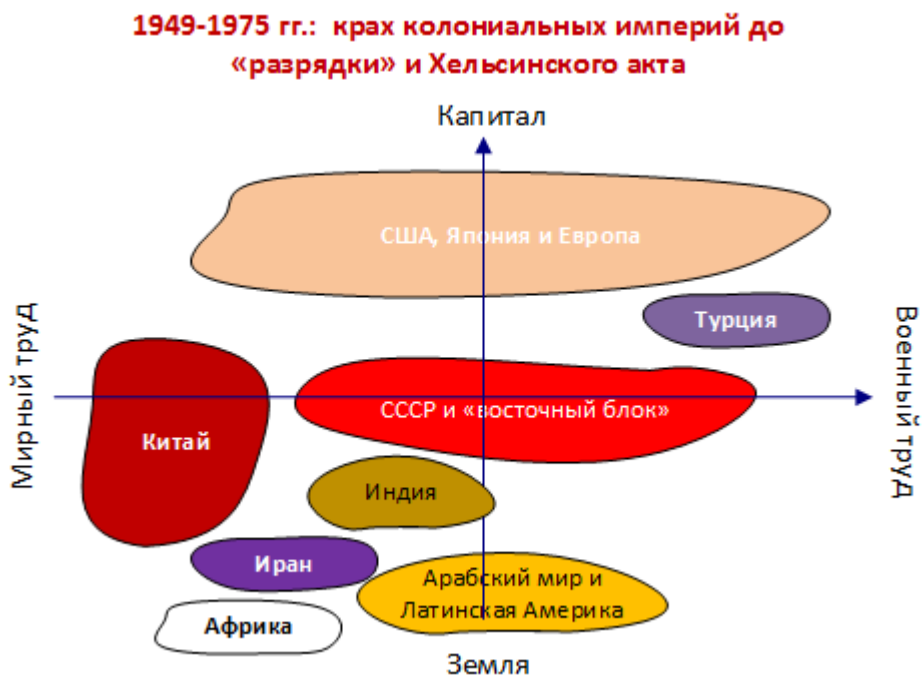 1949-1975 гг.: крах колониальных империй до
«разрядки» и Хельсинского акта
Капитал
США, Япония и Европа
Турция
Мирный труд
Военный труд
СССР и «восточный блок»
Китай
Индия
Иран
Арабский мир и
Латинская Америка
Африка
Земля